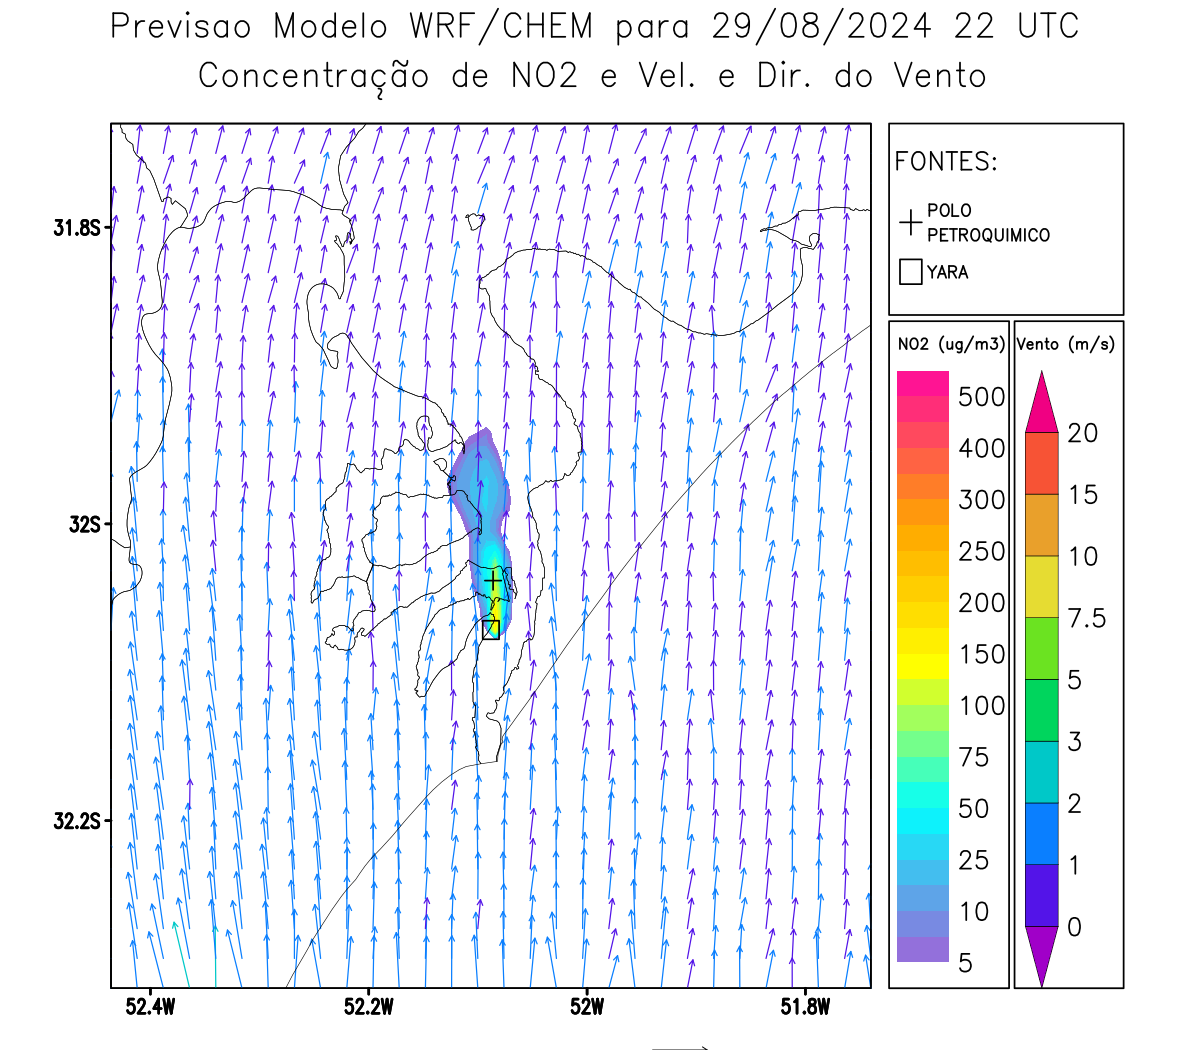 Previsao Modelo WRF/CHEM para 29/08/2024 22 UTC
Concentração de NO2 e Vel. e Dir. do Vento
FONTES:
POLO
PETROQUIMICO
YARA
NO2 (ug/m3)
500
400
300
250
200
150
100
75
50
25
10
5
Vento (m/s)
20
15
10
7.5
5
3
2
1
0
31.8S
32S
32.2S
52.4W
52.2W
52W
51.8W